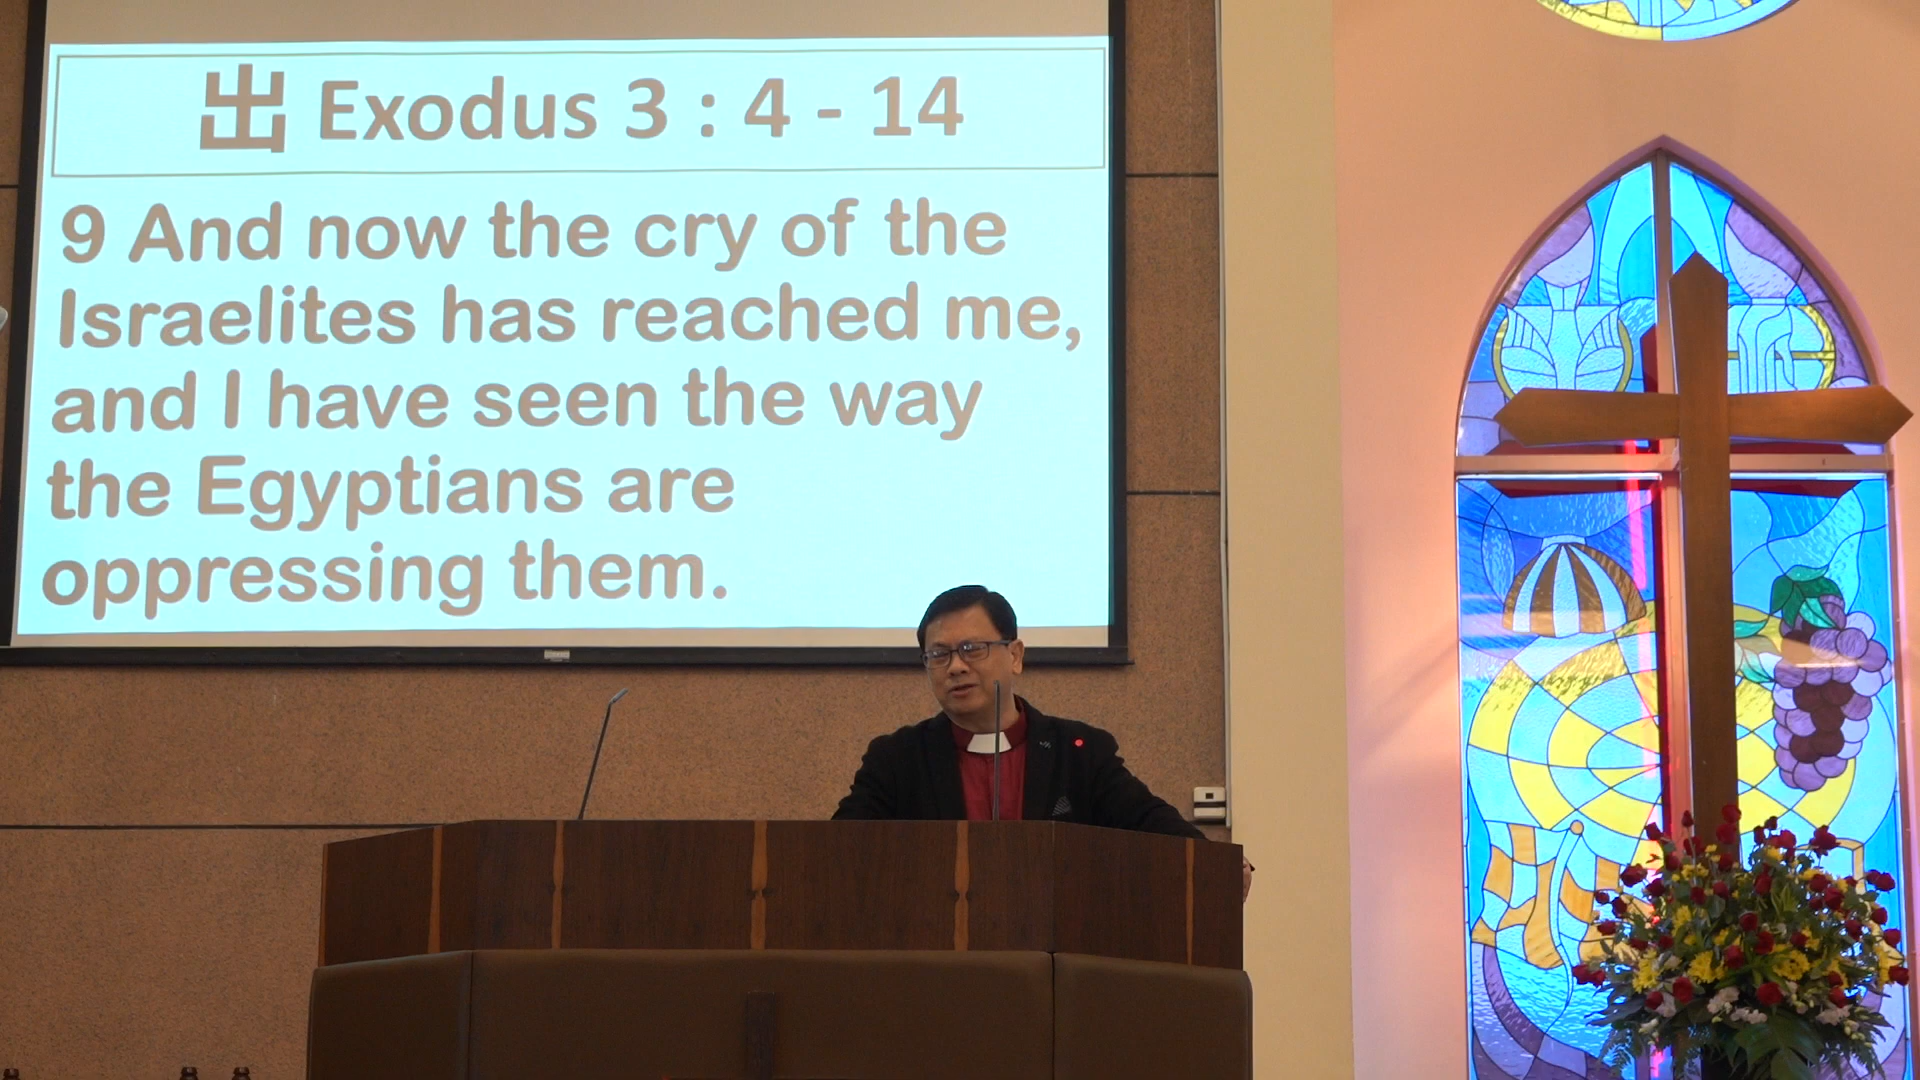 出 Exodus 3 : 4 - 14
9 And now the cry of the
Israelites has reached me,
and I have seen the way
the Egyptians are
oppressing them.